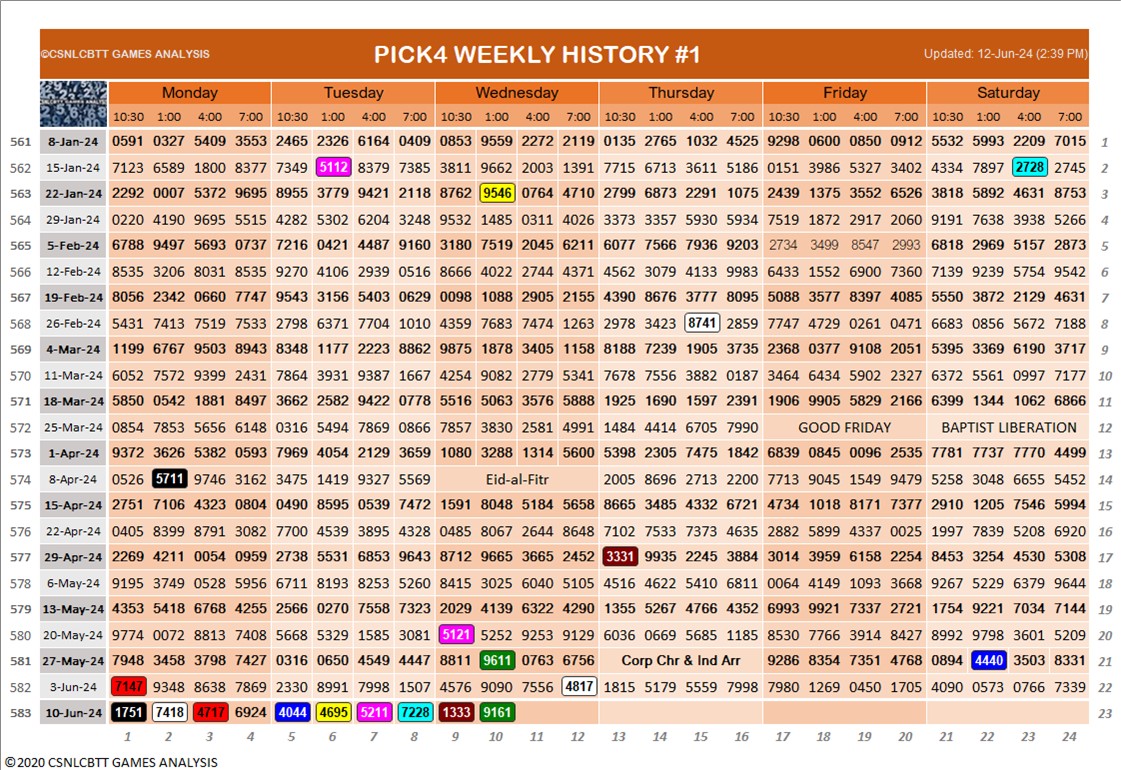 ©CSNLCBTT GAMES ANALYSIS PICK4 WEEKLY HISTORY #1 Updated: 12-Jun-24 (2:39 PM)
CSNLCBTT GAMES ANALYSIS Monday Tuesday Wednesday Thursday Friday Saturday
10:30 1:00 4:00 7:00 10:30 1:00 4:00 7:00 10:30 1:00 4:00 7:00 10:30 1:00 4:00 7:00 10:30 1:00 4:00 7:00 10:30 1:00 4:00 7:00
561 8-Jan-24 0591 0327 5409 3553 2465 2326 6164 0409 0853 9559 2272 2119 0135 2765 1032 4525 9298 0600 0850 0912 5532 5993 2209 7015 1
562 15-Jan-24 7123 6589 1800 8377 7349 5112 8379 7385 3811 9662 2003 1391 7715 6713 3611 5186 0151 3986 5327 3402 4334 7897 2728 2745 2
563 22-Jan-24 2292 0007 5372 9695 8955 3779 9421 2118 8762 9546 0764 4710 2799 6873 2291 1075 2439 1375 3552 6526 3818 5892 4631 8753 3
564 29-Jan-24 0220 4190 9695 5515 4282 5302 6204 3248 9532 1485 0311 4026 3373 3357 5930 5934 7519 1872 2917 2060 9191 7638 3938 5266 4
565 5-Feb-24 6788 9497 5693 0737 7216 0421 4487 9160 3180 7519 2045 6211 6077 7566 7936 9203 2734 3499 8547 2993 6818 2969 5157 2873 5
566 12-Feb-24 8535 3206 8031 8535 9270 4106 2939 0516 8666 4022 2744 4371 4562 3079 4133 9983 6433 1552 6900 7360 7139 9239 5754 9542 6
567 19-Feb-24 8056 2342 0660 7747 9543 3156 5403 0629 0098 1088 2905 2155 4390 8676 3777 8095 5088 3577 8397 4085 5550 3872 2129 4631 7
568 26-Feb-24 5431 7413 7519 7533 2798 6371 7704 1010 4359 7683 7474 1263 2978 3423 8741 2859 7747 4729 0261 0471 6683 0856 5672 7188 8
569 4-Mar-24 1199 6767 9503 8943 8348 1177 2223 8862 9875 1878 3405 1158 8188 7239 1905 3735 2368 0377 9108 2051 5395 3369 6190 3717 9
570 11-Mar-24 6052 7572 9399 2431 7864 3931 9387 1667 4254 9082 2779 5341 7678 7556 3882 0187 3464 6434 5902 2327 6372 5561 0997 7177 10
571 18-Mar-24 5850 0542 1881 8497 3662 2582 9422 0778 5516 5063 3576 5888 1925 1690 1597 2391 1906 9905 5829 2166 6399 1344 1062 6866 11
572 25-Mar-24 0854 7853 5656 6148 0316 5494 7869 0866 7857 3830 2581 4991 1484 4414 6705 7990 GOOD FRIDAY BAPTIST LIBERATION 12
573 1-Apr-24 9372 3626 5382 0593 7969 4054 2129 3659 1080 3288 1314 5600 5398 2305 7475 1842 6839 0845 0096 2535 7781 7737 7770 4499 13
574 8-Apr-24 0526 5711 9746 3162 3475 1419 9327 5569 Eid-al-Fitr 2005 8696 2713 2200 7713 9045 1549 9479 5258 3048 6655 5452 14
575 15-Apr-24 2751 7106 4323 0804 0490 8595 0539 7472 1591 8048 5184 5658 8665 3485 4332 6721 4734 1018 8171 7377 2910 1205 7546 5994 15
576 22-Apr-24 0405 8399 8791 3082 7700 4539 3895 4328 0485 8067 2644 8648 7102 7533 7373 4635 2882 5899 4337 0025 1997 7839 5208 6920 16
577 29-Apr-24 2269 4211 0054 0959 2738 5531 6853 9643 8712 9665 3665 2452 3331 9935 2245 3884 3014 3959 6158 2254 8453 3254 4530 3108 17
578 6-May-24 9195 3749 0528 5956 6711 8193 8253 5260 8415 3025 6040 5105 4516 4622 5410 6811 0064 4149 1093 3668 9267 5229 6379 9644 18
579 13-May-24 4353 5418 6768 4255 2566 0270 7558 7323 2029 4139 6322 4290 1355 5267 4766 4352 6993 9921 7337 2721 1754 9221 7034 7144 19
580 20-May-24 9774 0072 8813 7408 5668 5329 1585 3081 5121 5252 9253 9129 6036 0669 5685 1185 8530 7766 3914 8427 8992 9798 3601 5209 20
581 27-May-24 7948 3458 3798 7427 0316 0650 4549 4447 8811 9611 0763 6756 Corp Chr & Ind Arr 9286 8354 7351 4768 0894 4440 3503 8331 21
582 3-Jun-24 7147 9348 8638 7869 2330 8991 7998 1507 4576 9090 7556 4817 1815 5179 5559 7998 7980 1269 0450 1705 4090 0573 0766 7339 22
583 10-Jun-24 1751 7418 4717 6924 4044 4695 5211 7228 1333 9161 23
1 2 3 4 5 6 7 8 9 10 11 12 13 14 15 16 17 18 19 20 21 22 23 24
©2020 CSNLCBTT GAMES ANALYSIS